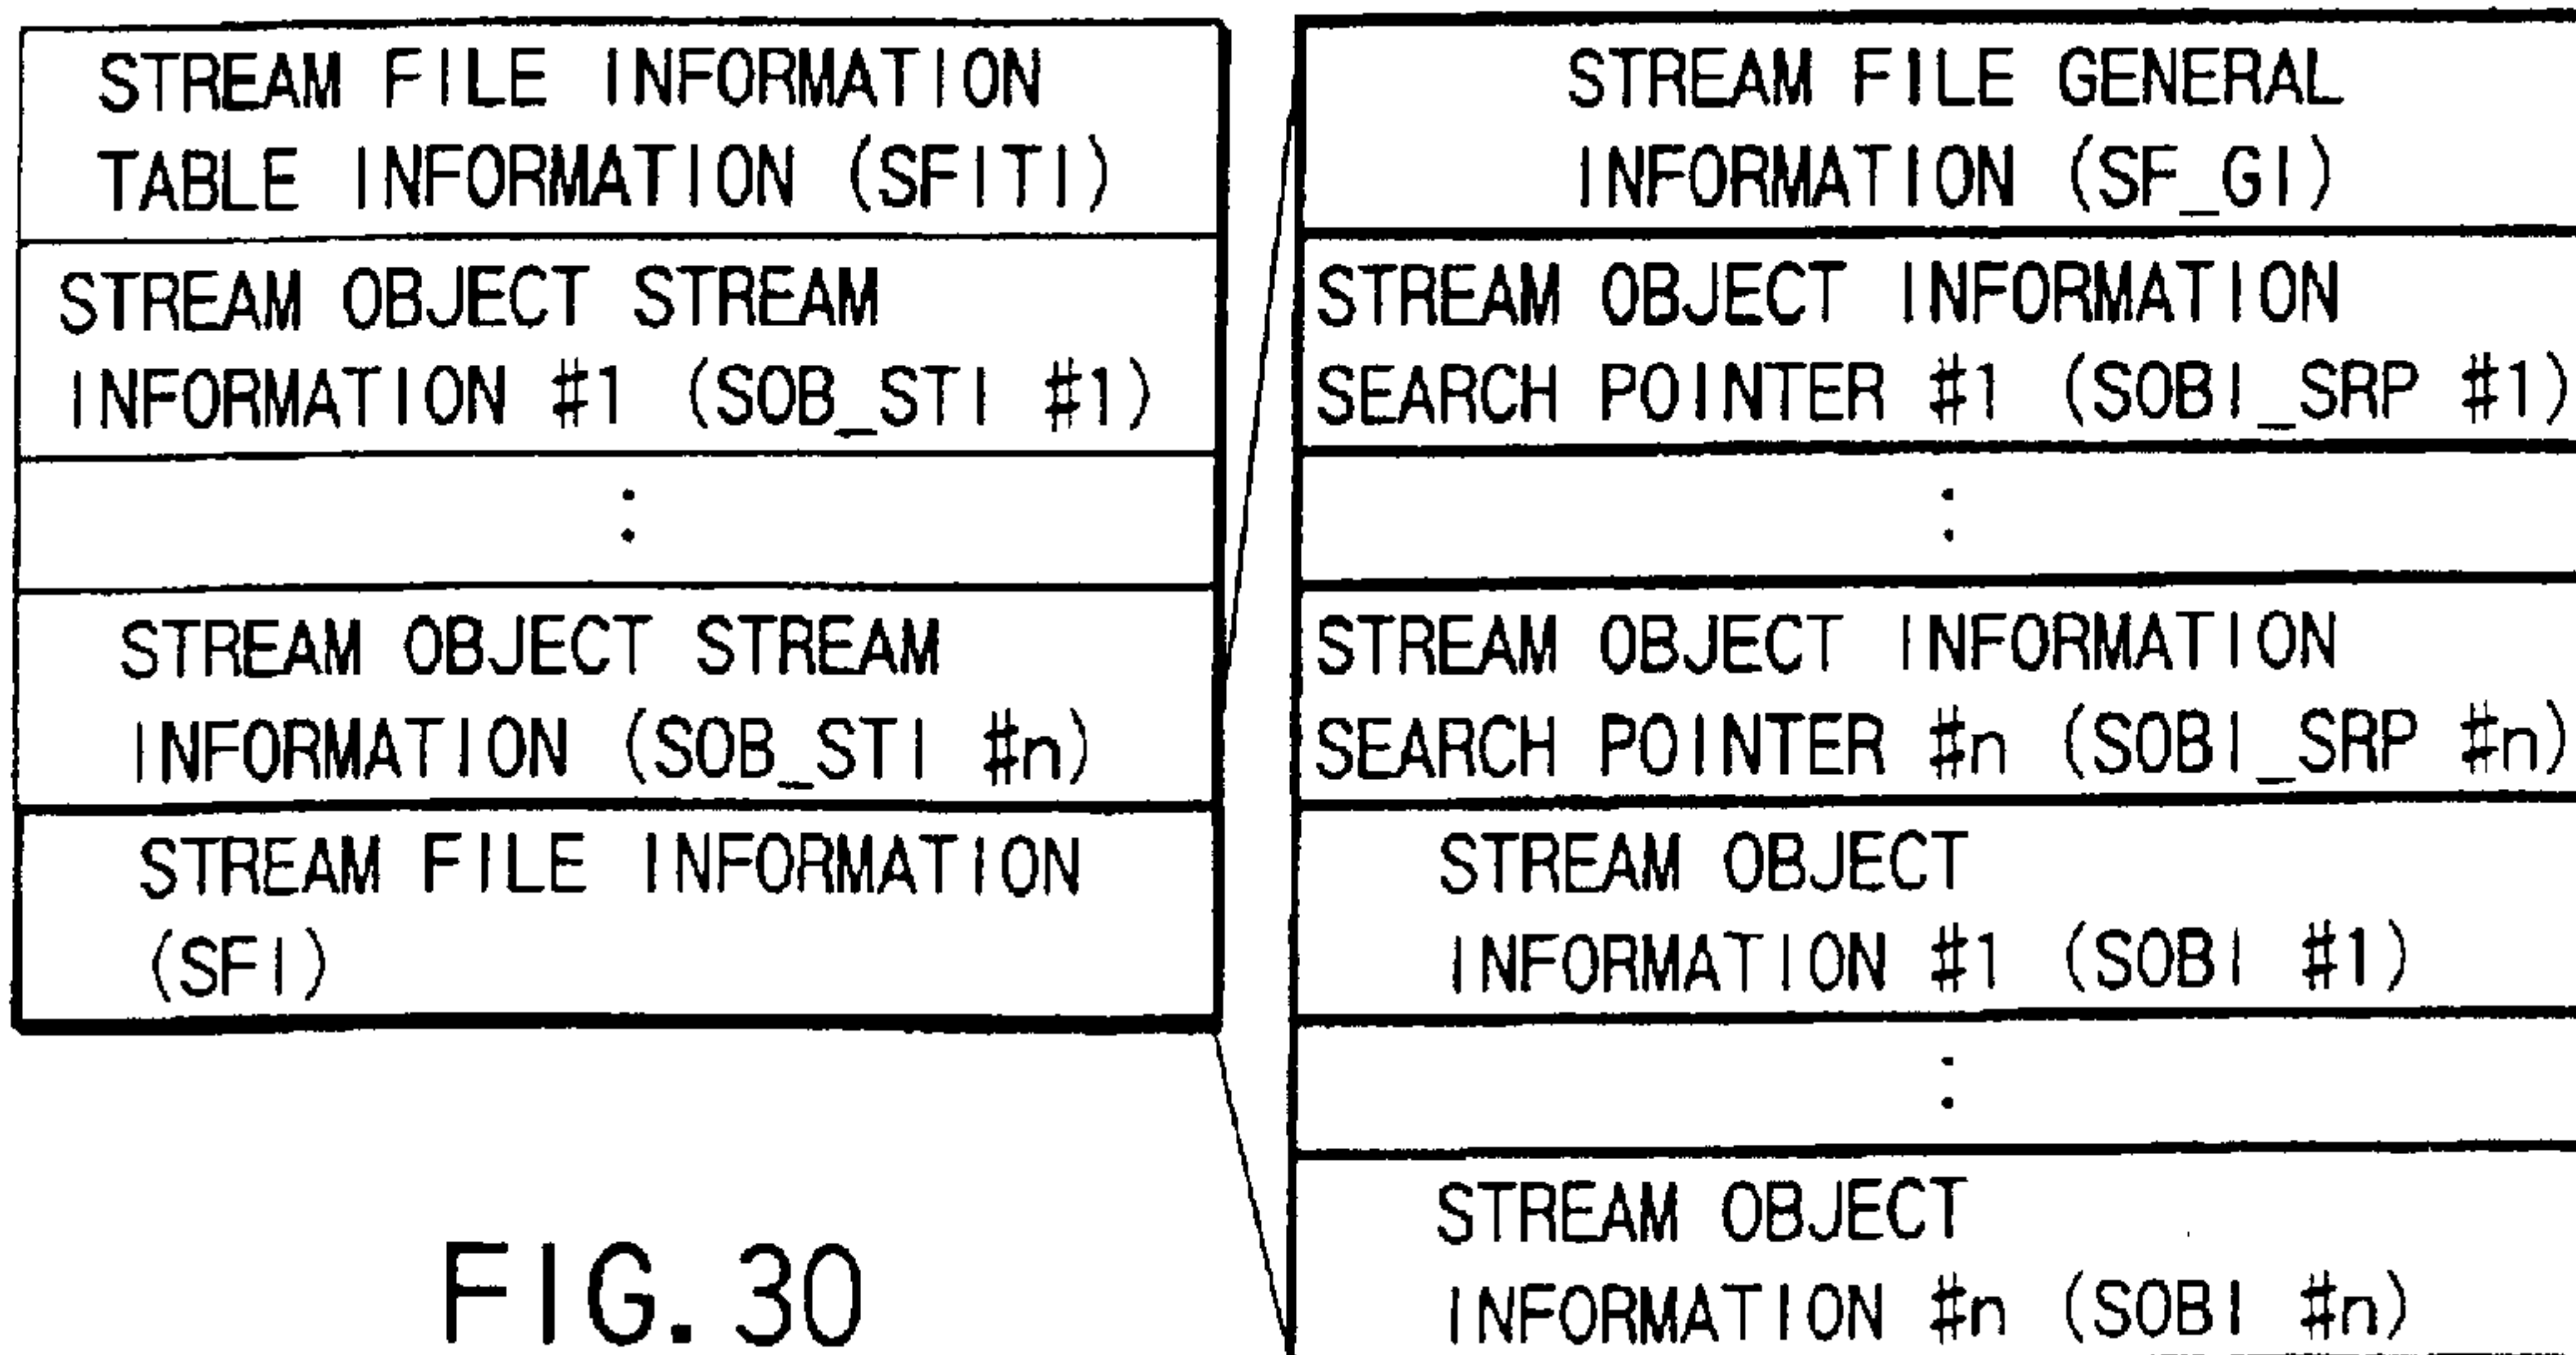 STREAM FILE INFORMATION
TABLE INFORMATION (SFITI)
STREAM OBJECT STREAM
INFORMATION #1 (SOB_STI #1)
:
STREAM OBJECT STREAM
INFORMATION (SOB_STI #n)
STREAM FILE INFORMATION
(SFI)
STREAM FILE GENERAL
INFORMATION (SF_GI)
STREAM OBJECT INFORMATION
SEARCH POINTER #1 (SOBI_SRP #1)
:
STREAM OBJECT INFORMATION
SEARCH POINTER #n (SOBI_SRP #n)
STREAM OBJECT
INFORMATION #1 (SOBI #1)
:
STREAM OBJECT
INFORMATION #n (SOBI #n)
FIG. 30